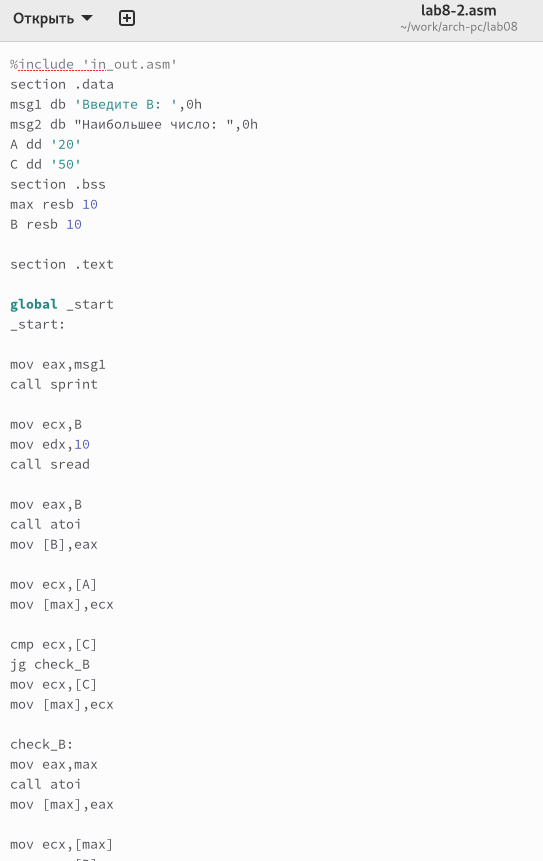 Открыть
lab8-2.asm
~/work/arch-pc/lab08
%include 'in_out.asm'
section .data
msg1 db 'Введите B: ',0h
msg2 db "Наибольшее число: ",0h
A dd '20'
C dd '50'
section .bss
max resb 10
B resb 10
section .text
global _start
_start:
mov eax,msg1
call sprint
mov ecx,B
mov edx,10
call sread
mov eax,B
call atoi
mov [B],eax
mov ecx,[A]
mov [max],ecx
cmp ecx,[C]
jg check_B
mov ecx,[C]
mov [max],ecx
check_B:
mov eax,max
call atoi
mov [max],eax
mov ecx,[max]